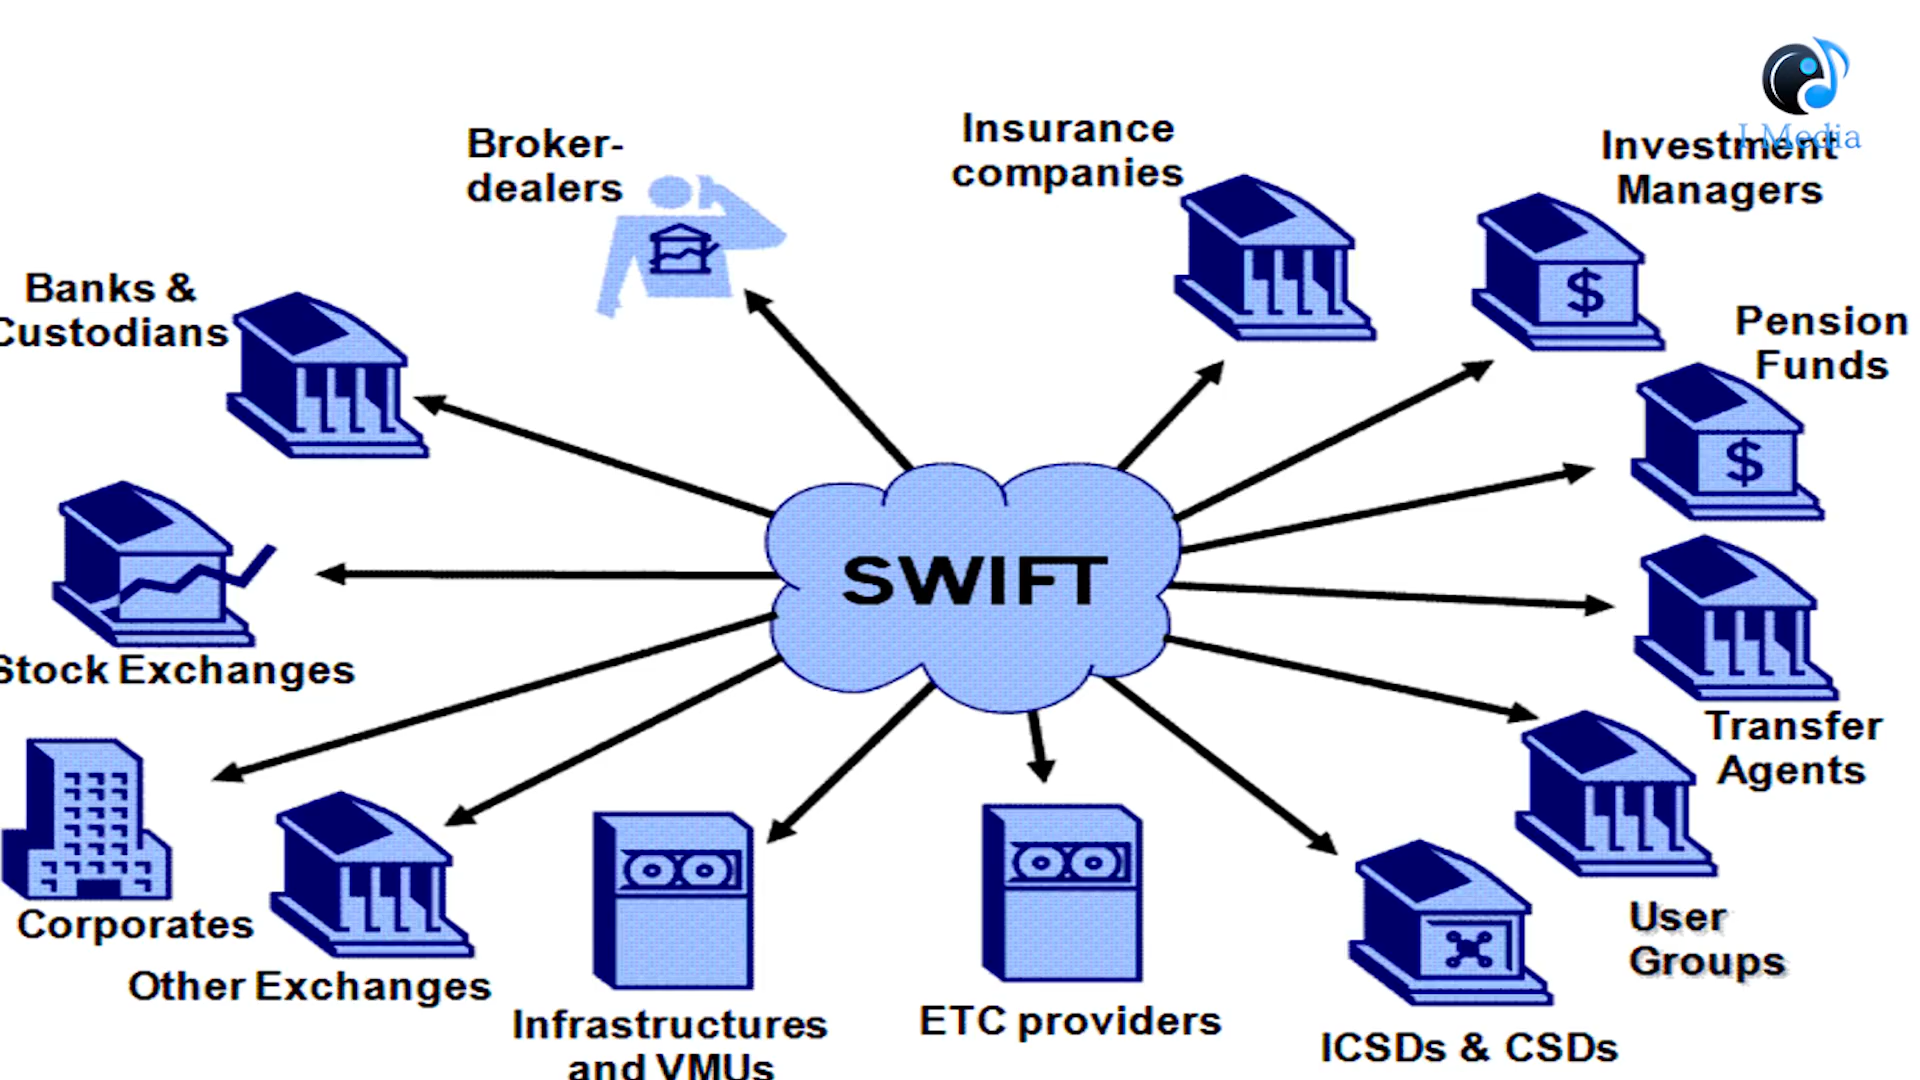 J Media
Insurance
companies
Broker-
dealers
Investment
Managers
Banks &
Custodians
Pension
Funds
SWIFT
Stock Exchanges
Transfer
Agents
Corporates
User
Groups
Other Exchanges
Infrastructures
and VMUs
ETC providers
ICSDs & CSDs